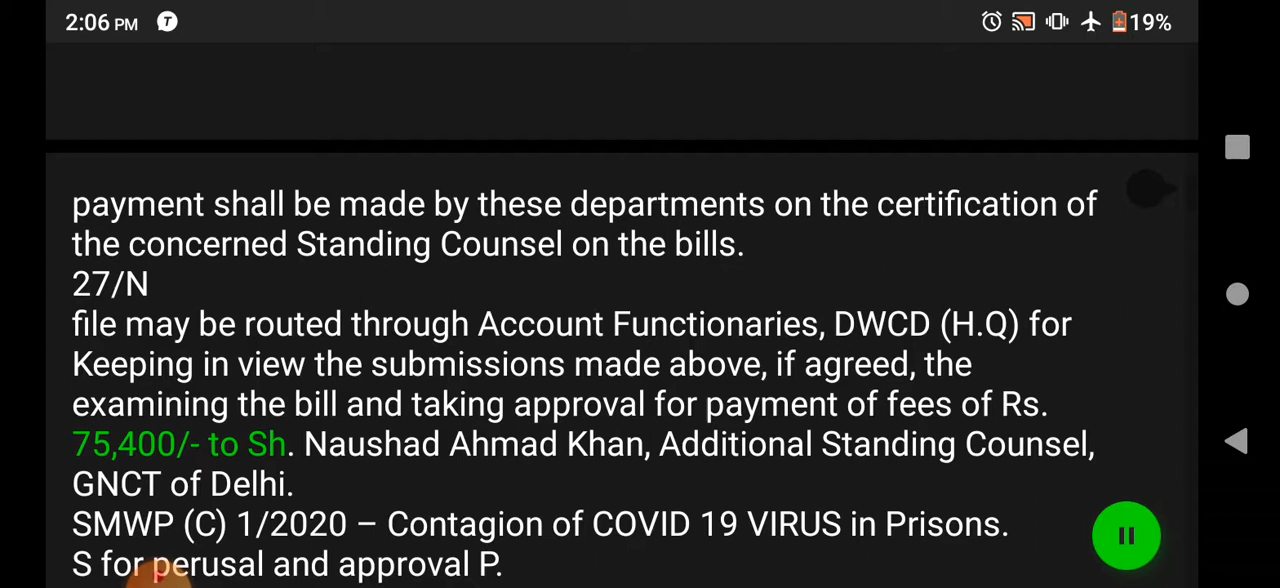 2:06 PM T 19%
payment shall be made by these departments on the certification of
the concerned Standing Counsel on the bills.
27/N
file may be routed through Account Functionaries, DWCD (H.Q) for
Keeping in view the submissions made above, if agreed, the
examining the bill and taking approval for payment of fees of Rs.
75,400/- to Sh. Naushad Ahmad Khan, Additional Standing Counsel,
GNCT of Delhi.
SMWP (C) 1/2020 – Contagion of COVID 19 VIRUS in Prisons.
S for perusal and approval P.